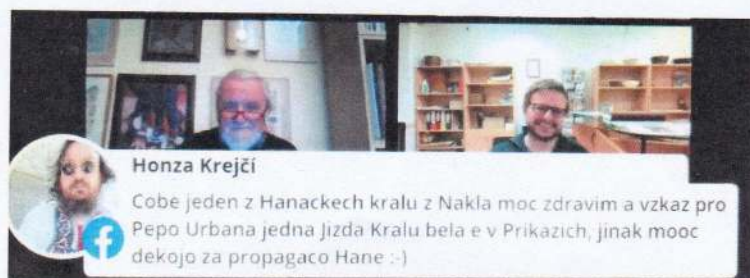 Honza Krejčí
Cobe jeden z Hanackech kralu z Nakla moc zdravim a vzkaz pro
Pepo Urbana jedna Jizda Kralu bela e v Prikazich, jinak mooc
dekojo za propagaco Hane :-)